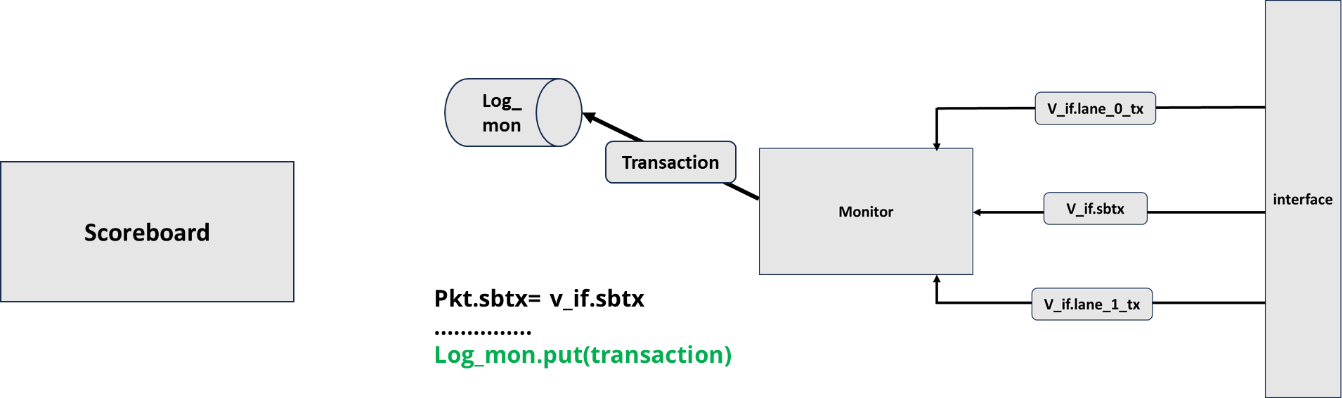 Log_
mon
V_if.lane_0_tx
Transaction
interface
V_if.sbtx
Monitor
Scoreboard
Pkt.sbtx= v_if.sbtx
...............
Log_mon.put(transaction)
V_if.lane_1_tx